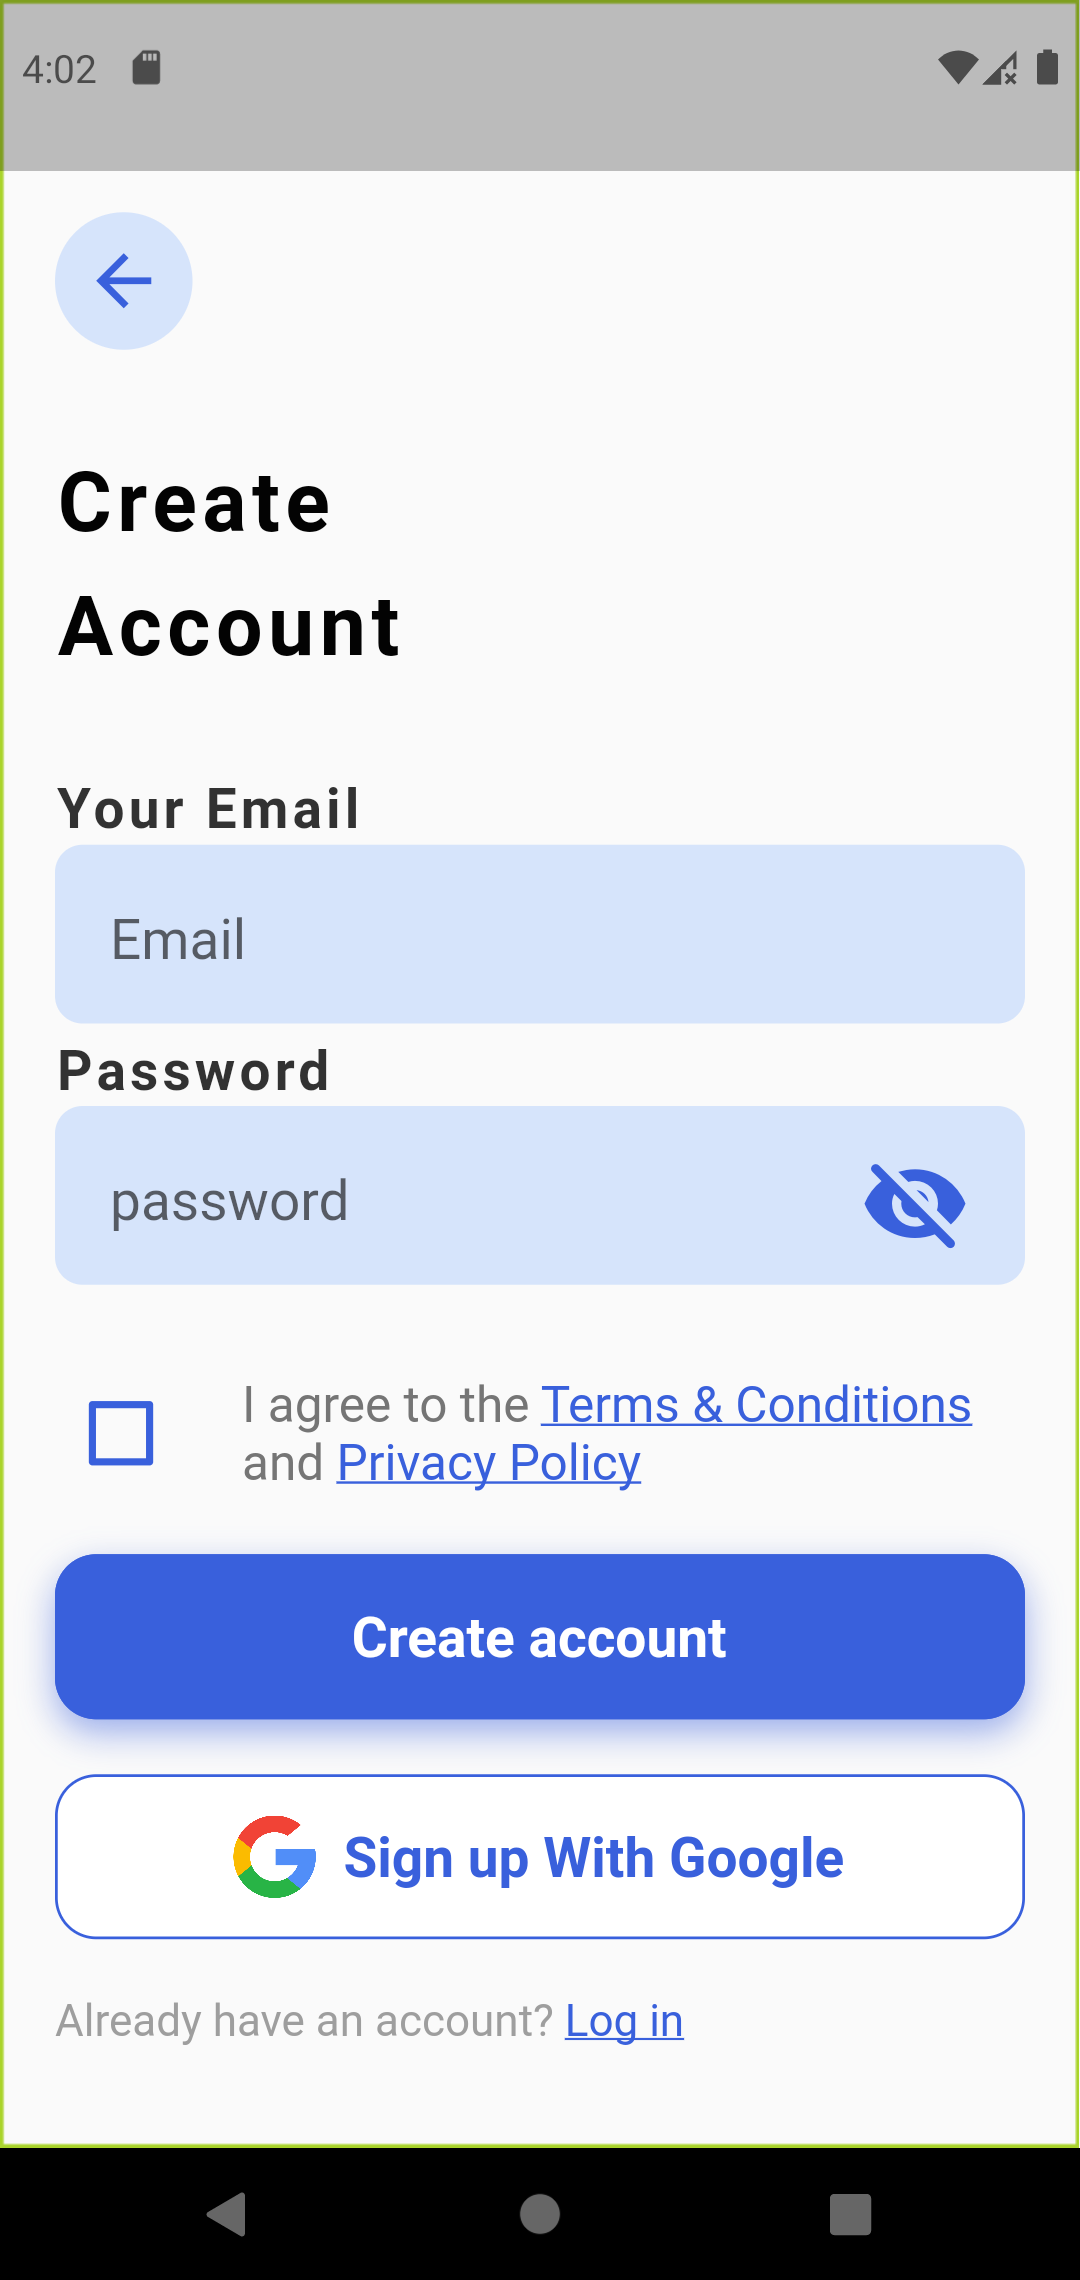 4:02
Create
Account
Your Email
Email
Password
password
I agree to the Terms & Conditions
and Privacy Policy
Create account
Sign up With Google
Already have an account? Log in